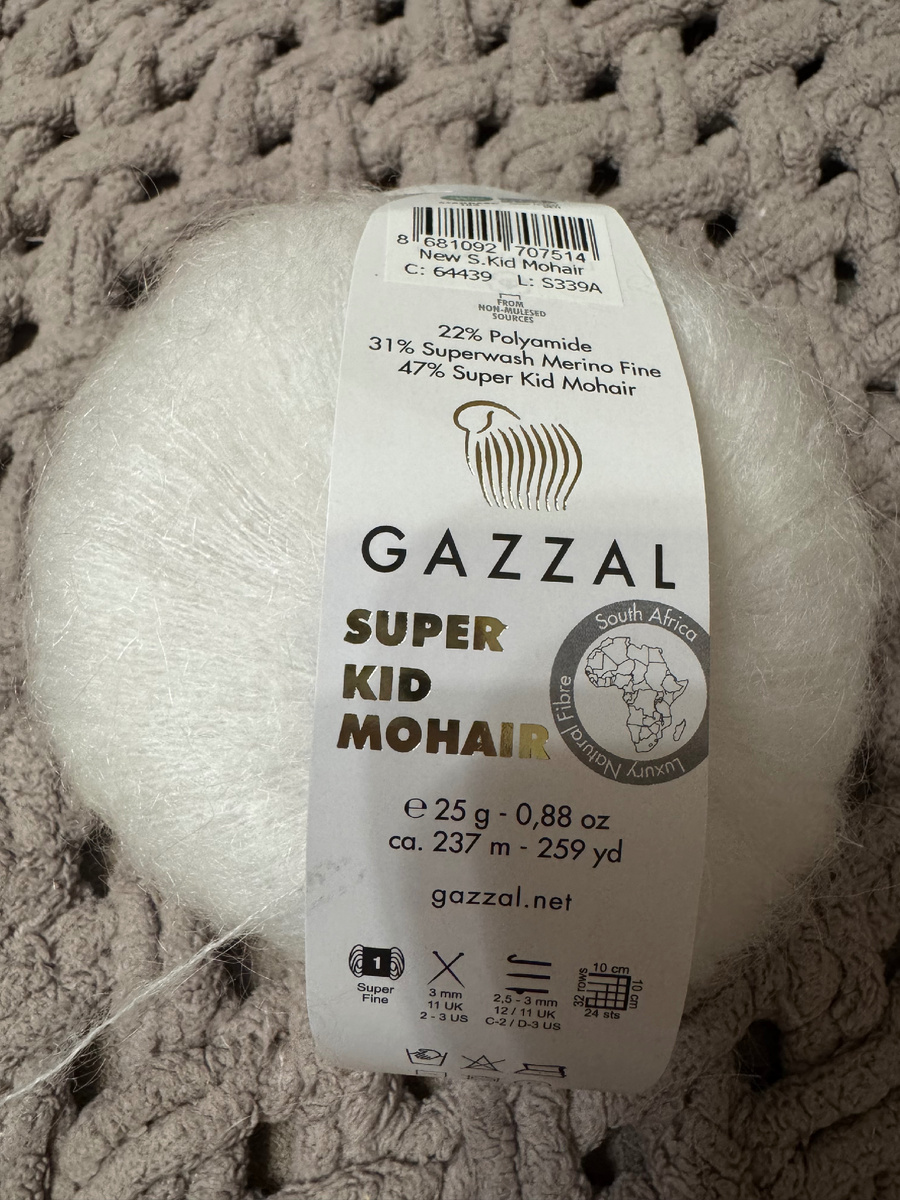 8 681092 707514
New S.Kid Mohair
C: 64439 L: S339A
FROM
NON-MULESED
SOURCES
22% Polyamide
31% Superwash Merino Fine
47% Super Kid Mohair
GAZZAL
SUPER
KID
MOHAIR
South Africa
Luxury Natural Fibre
℮ 25 g - 0,88 oz
ca. 237 m - 259 yd
gazzal.net
1
Super
Fine
3 mm
11 UK
2 - 3 US
2,5 - 3 mm
12 / 11 UK
C-2 / D-3 US
10 cm
32 rows
10 cm
24 sts